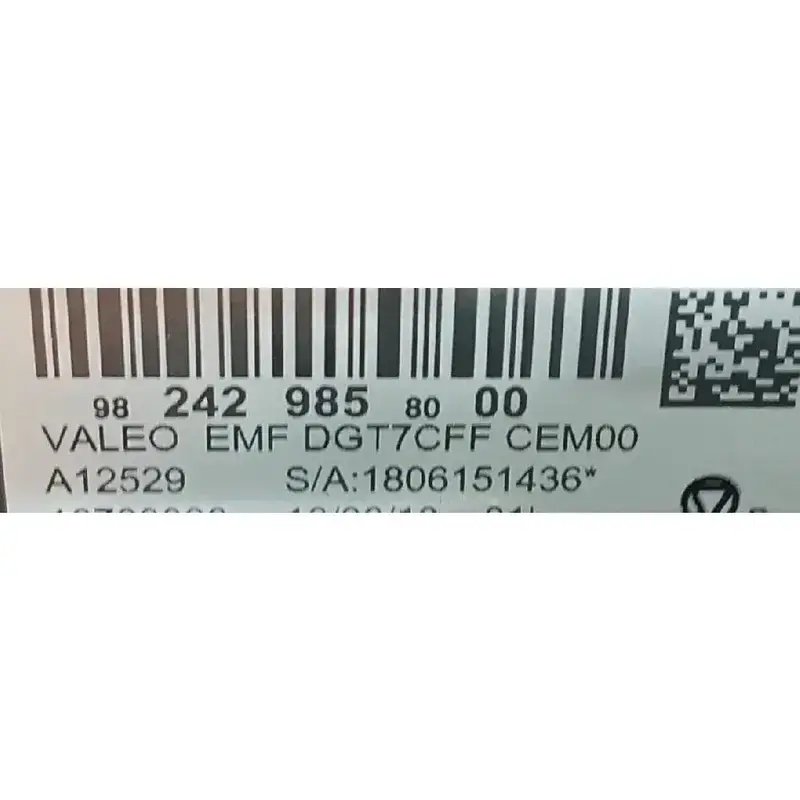 98 242 985 80 00
VALEO EMF DGT7CFF CEM00
A12529 S/A:1806151436*